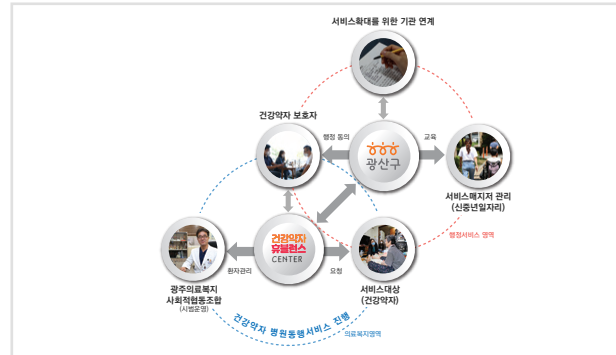 서비스확대를 위한 기관 연계
건강약자 보호자
행정 동의
교육
광산구
서비스매지저 관리
(신중년일자리)
행정서비스 영역
건강약자
휴블런스
CENTER
환자관리
요청
광주의료복지
사회적협동조합
(시범운영)
서비스대상
(건강약자)
건강약자 병원동행서비스 진행
의료복지영역